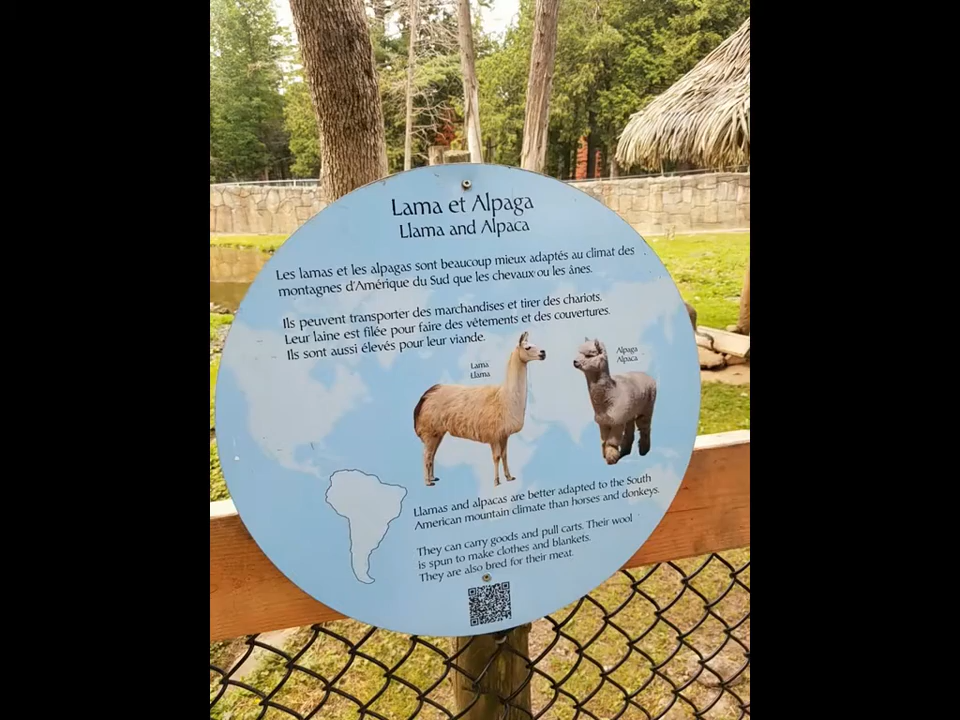 Lama et Alpaga
Llama and Alpaca
Les lamas et les alpagas sont beaucoup mieux adaptés au climat des
montagnes d'Amérique du Sud que les chevaux ou les ânes.
Ils peuvent transporter des marchandises et tirer des chariots.
Leur laine est filée pour faire des vêtements et des couvertures.
Ils sont aussi élevés pour leur viande.
Lama
Llama
Alpaga
Alpaca
Llamas and alpacas are better adapted to the South
American mountain climate than horses and donkeys.
They can carry goods and pull carts. Their wool
is spun to make clothes and blankets.
They are also bred for their meat.